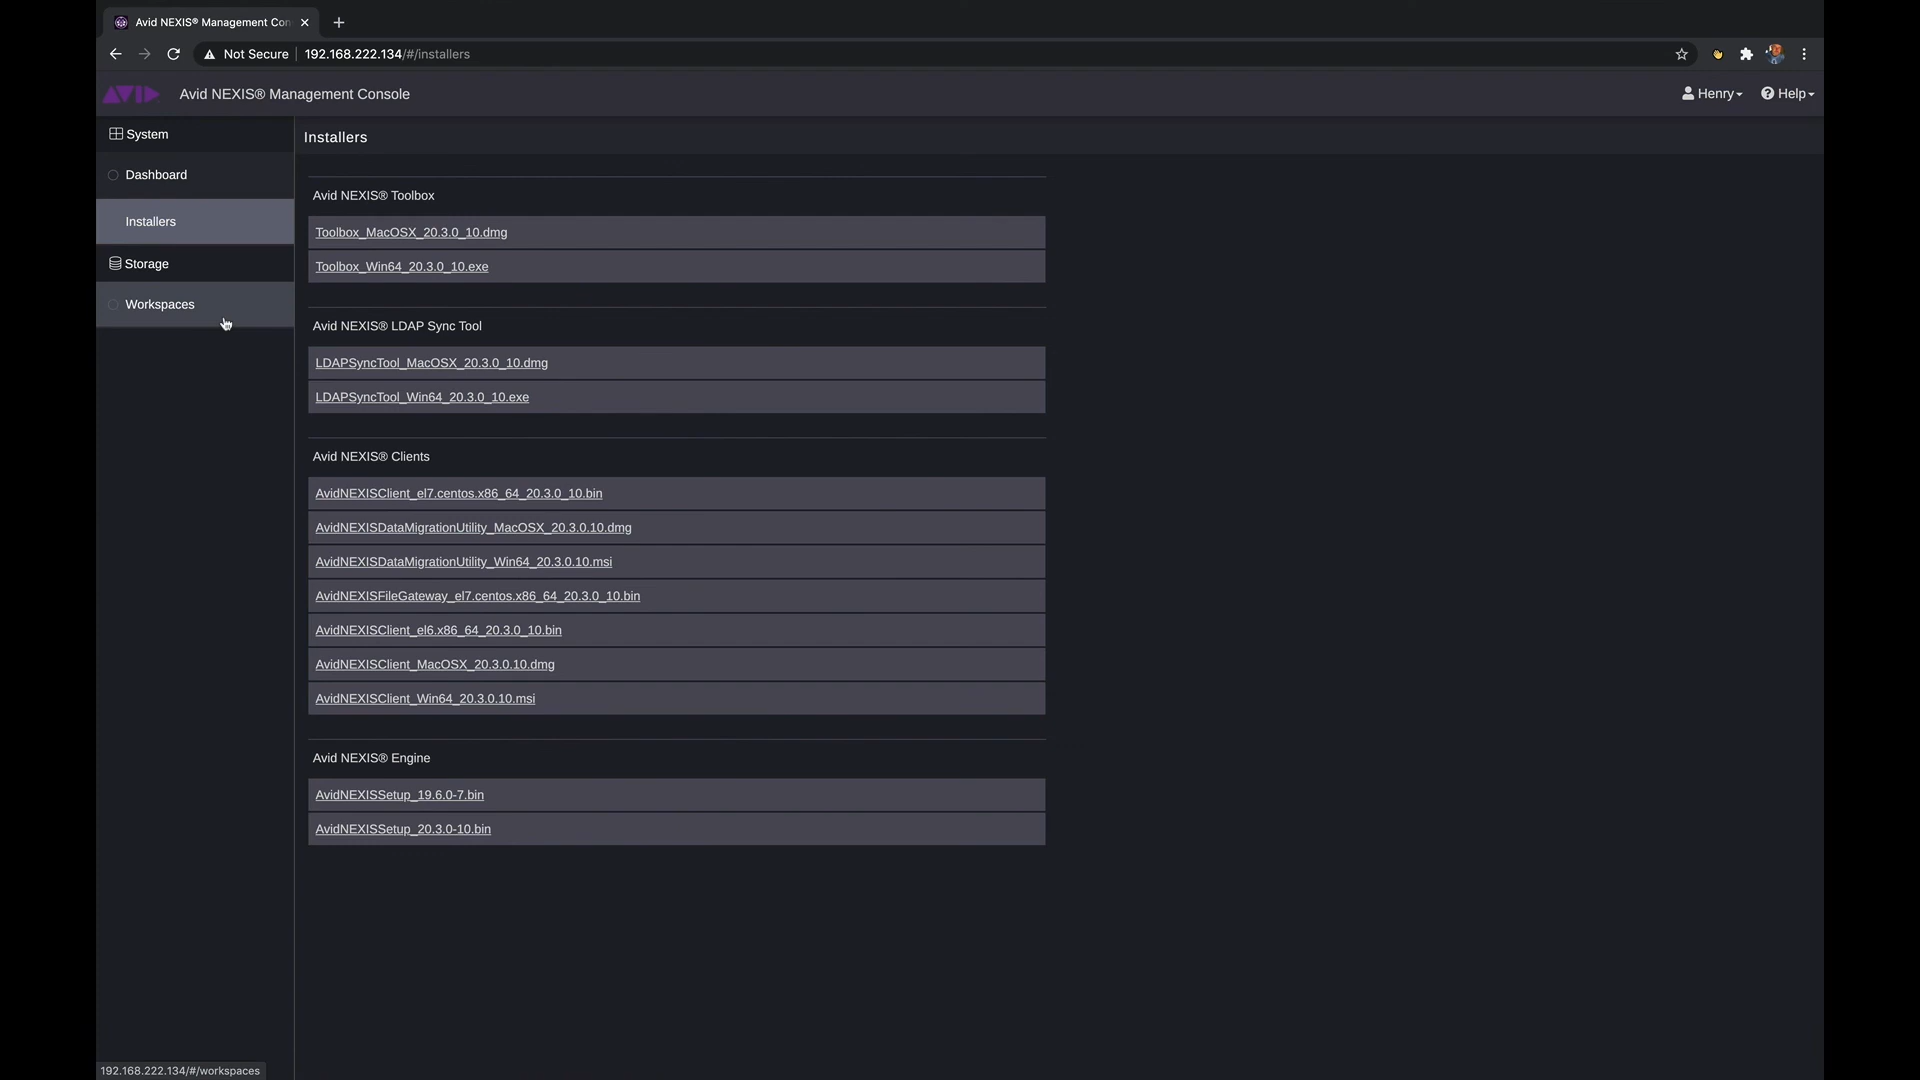 Avid NEXIS® Management Con
Not Secure
192.168.222.134/#/installers
AVID
Avid NEXIS® Management Console
Henry
Help
System
Dashboard
Installers
Storage
Workspaces
Installers
Avid NEXIS® Toolbox
Toolbox_MacOSX_20.3.0_10.dmg
Toolbox_Win64_20.3.0_10.exe
Avid NEXIS® LDAP Sync Tool
LDAPSyncTool_MacOSX_20.3.0_10.dmg
LDAPSyncTool_Win64_20.3.0_10.exe
Avid NEXIS® Clients
AvidNEXISClient_el7.centos.x86_64_20.3.0_10.bin
AvidNEXISDataMigrationUtility_MacOSX_20.3.0.10.dmg
AvidNEXISDataMigrationUtility_Win64_20.3.0.10.msi
AvidNEXISFileGateway_el7.centos.x86_64_20.3.0_10.bin
AvidNEXISClient_el6.x86_64_20.3.0_10.bin
AvidNEXISClient_MacOSX_20.3.0.10.dmg
AvidNEXISClient_Win64_20.3.0.10.msi
Avid NEXIS® Engine
AvidNEXISSetup_19.6.0-7.bin
AvidNEXISSetup_20.3.0-10.bin
192.168.222.134/#/workspaces